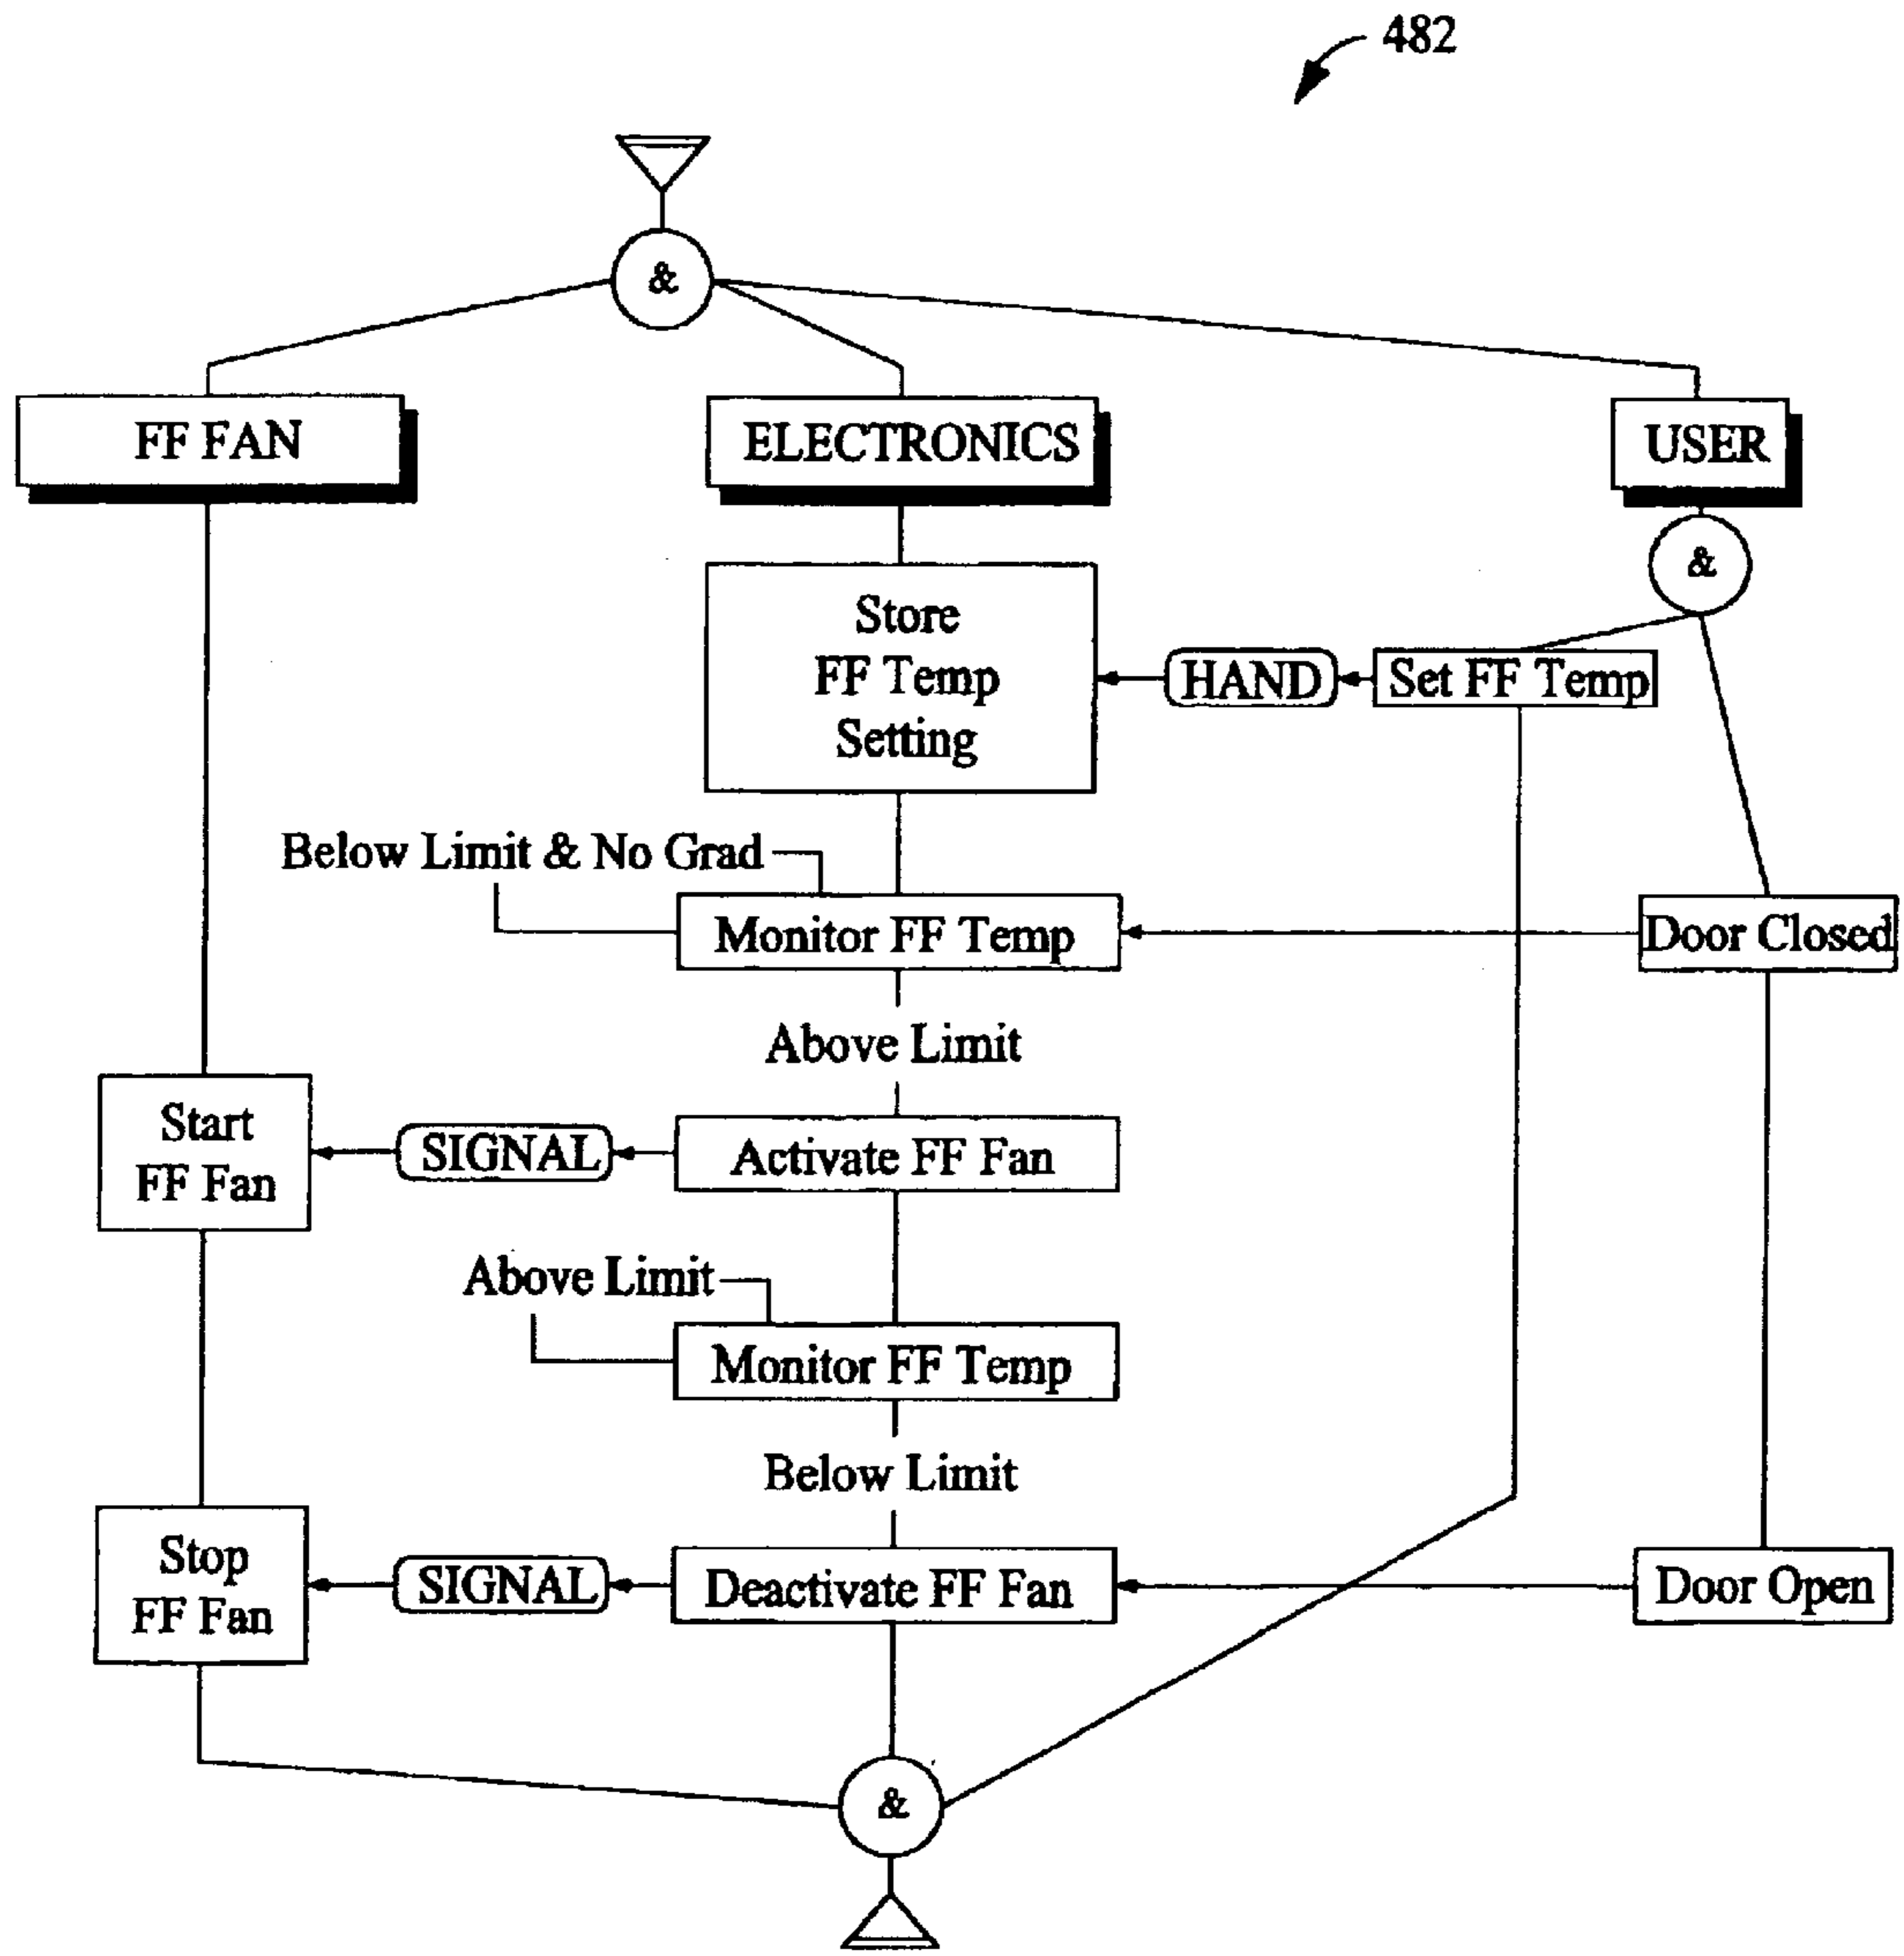 482
&
FF FAN
ELECTRONICS
USER
&
Store
FF Temp
Setting
HAND
Set FF Temp
Below Limit & No Grad
Monitor FF Temp
Door Closed
Above Limit
Start
FF Fan
SIGNAL
Activate FF Fan
Above Limit
Monitor FF Temp
Below Limit
Stop
FF Fan
SIGNAL
Deactivate FF Fan
Door Open
&